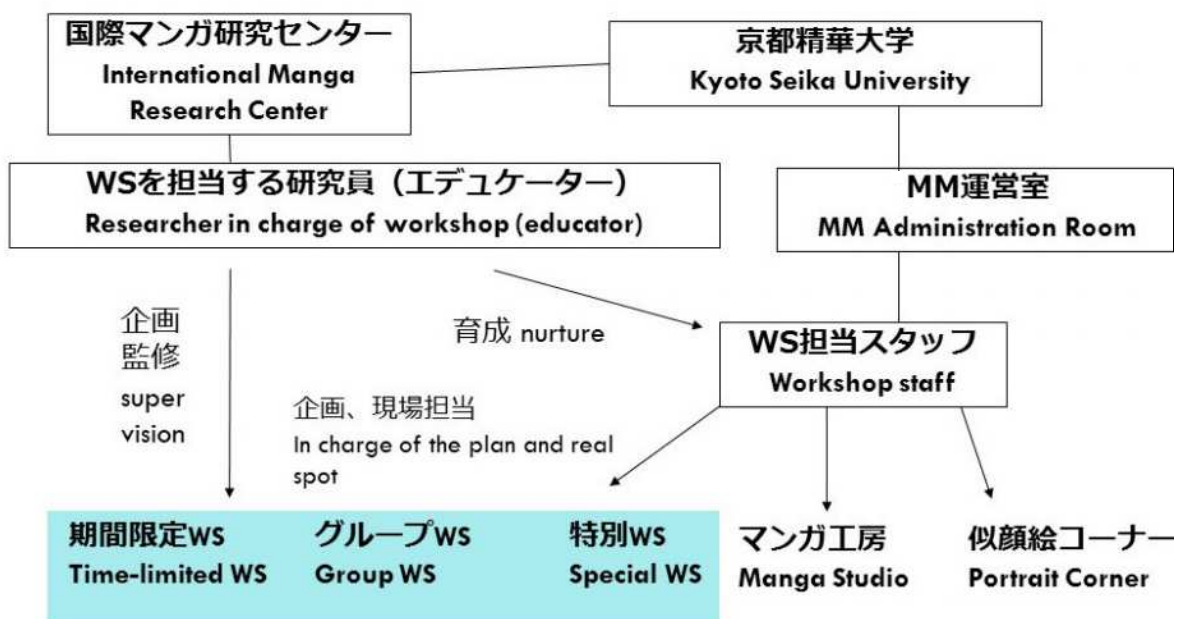 国際マンガ研究センター
International Manga
Research Center
京都精華大学
Kyoto Seika University
WSを担当する研究員（エデュケーター）
Researcher in charge of workshop (educator)
MM運営室
MM Administration Room
企画
監修
super
vision
育成 nurture
WS担当スタッフ
Workshop staff
企画、現場担当
In charge of the plan and real
spot
期間限定WS
Time-limited WS
グループWS
Group WS
特別WS
Special WS
マンガ工房
Manga Studio
似顔絵コーナー
Portrait Corner